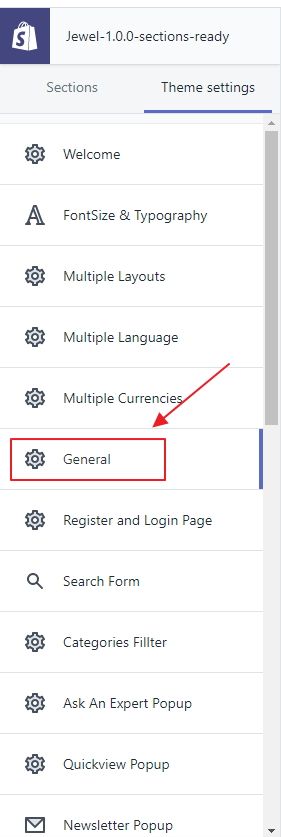 Jewel-1.0.0-sections-ready
Sections Theme settings
Welcome
FontSize & Typography
Multiple Layouts
Multiple Language
Multiple Currencies
General
Register and Login Page
Search Form
Categories Fillter
Ask An Expert Popup
Quickview Popup
Newsletter Popup